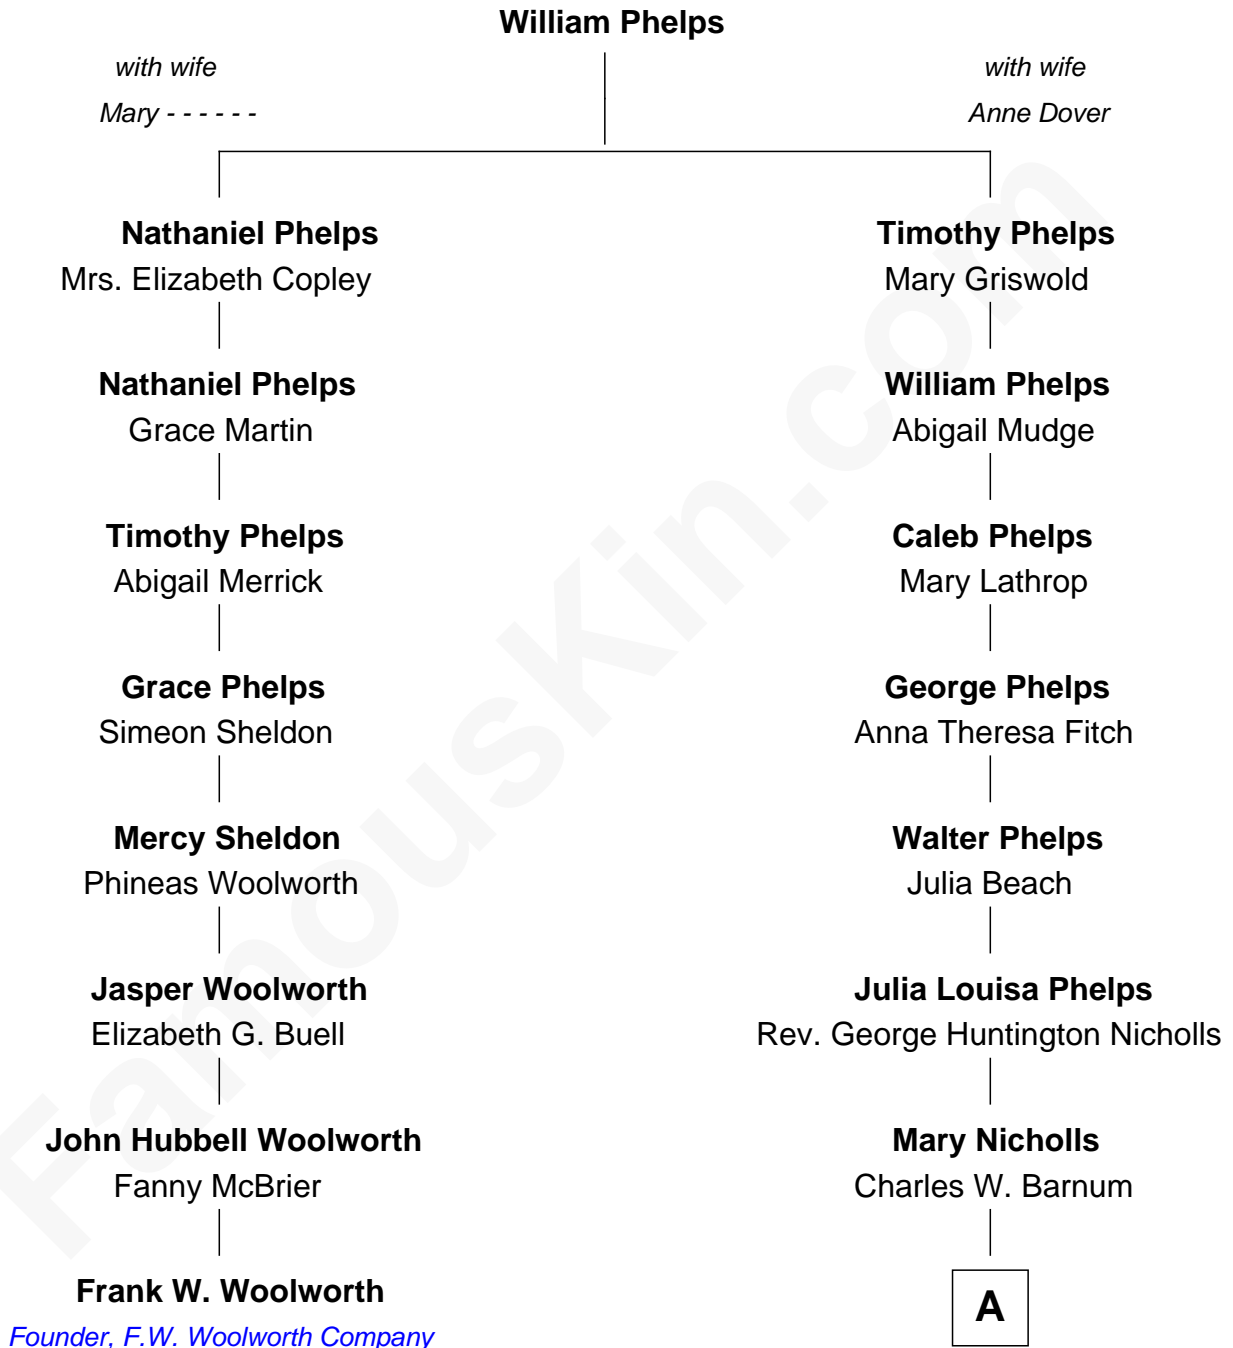 William Phelps
with wife
Mary - - - - - -
with wife
Anne Dover
Nathaniel Phelps
Mrs. Elizabeth Copley
Timothy Phelps
Mary Griswold
Nathaniel Phelps
Grace Martin
William Phelps
Abigail Mudge
Timothy Phelps
Abigail Merrick
Caleb Phelps
Mary Lathrop
Grace Phelps
Simeon Sheldon
George Phelps
Anna Theresa Fitch
Mercy Sheldon
Phineas Woolworth
Walter Phelps
Julia Beach
Jasper Woolworth
Elizabeth G. Buell
Julia Louisa Phelps
Rev. George Huntington Nicholls
John Hubbell Woolworth
Fanny McBrier
Mary Nicholls
Charles W. Barnum
Frank W. Woolworth
Founder, F.W. Woolworth Company
A
FamousKin.com